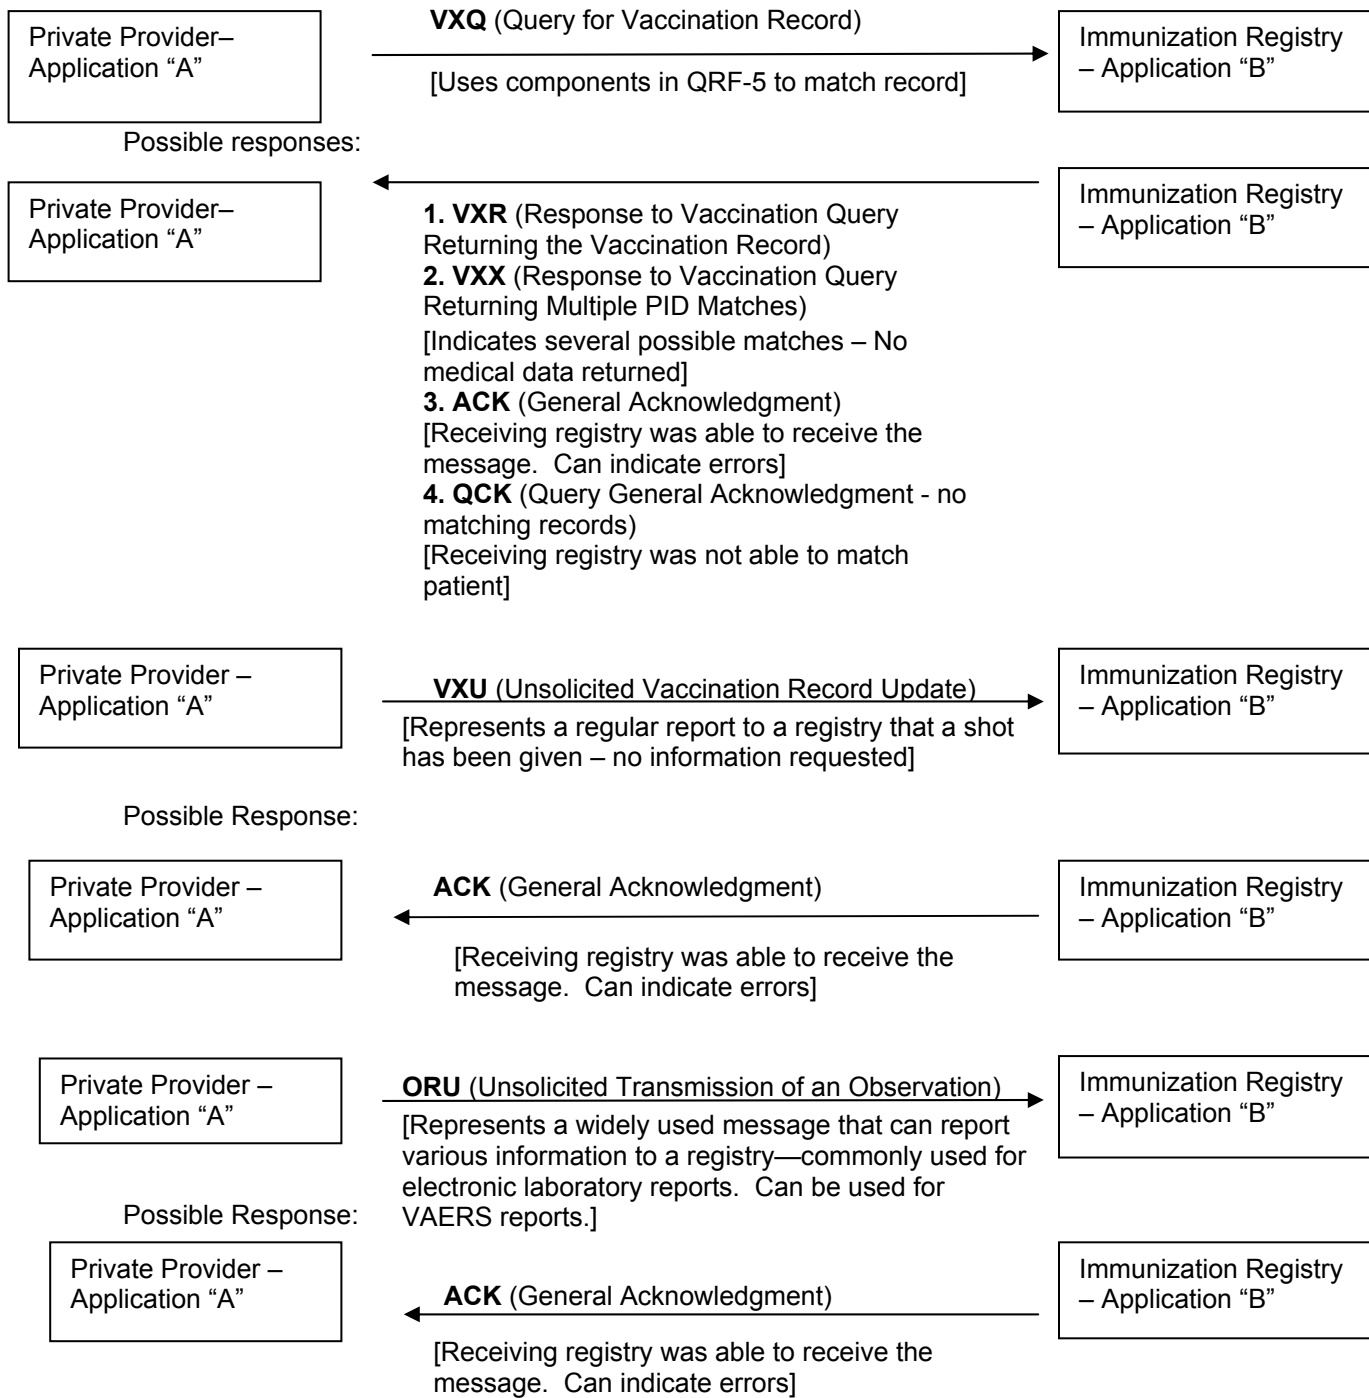 VXQ (Query for Vaccination Record)
Private Provider–
Application “A”
Immunization Registry
– Application “B”
[Uses components in QRF-5 to match record]
Possible responses:
Private Provider–
Application “A”
Immunization Registry
– Application “B”
1. VXR (Response to Vaccination Query
Returning the Vaccination Record)
2. VXX (Response to Vaccination Query
Returning Multiple PID Matches)
[Indicates several possible matches – No
medical data returned]
3. ACK (General Acknowledgment)
[Receiving registry was able to receive the
message.  Can indicate errors]
4. QCK (Query General Acknowledgment - no
matching records)
[Receiving registry was not able to match
patient]
Private Provider –
Application “A”
VXU (Unsolicited Vaccination Record Update)
Immunization Registry
– Application “B”
[Represents a regular report to a registry that a shot
has been given – no information requested]
Possible Response:
Private Provider –
Application “A”
ACK (General Acknowledgment)
Immunization Registry
– Application “B”
[Receiving registry was able to receive the
message.  Can indicate errors]
Private Provider –
Application “A”
ORU (Unsolicited Transmission of an Observation)
Immunization Registry
– Application “B”
[Represents a widely used message that can report
various information to a registry—commonly used for
electronic laboratory reports.  Can be used for
VAERS reports.]
Possible Response:
Private Provider –
Application “A”
ACK (General Acknowledgment)
Immunization Registry
– Application “B”
[Receiving registry was able to receive the
message.  Can indicate errors]